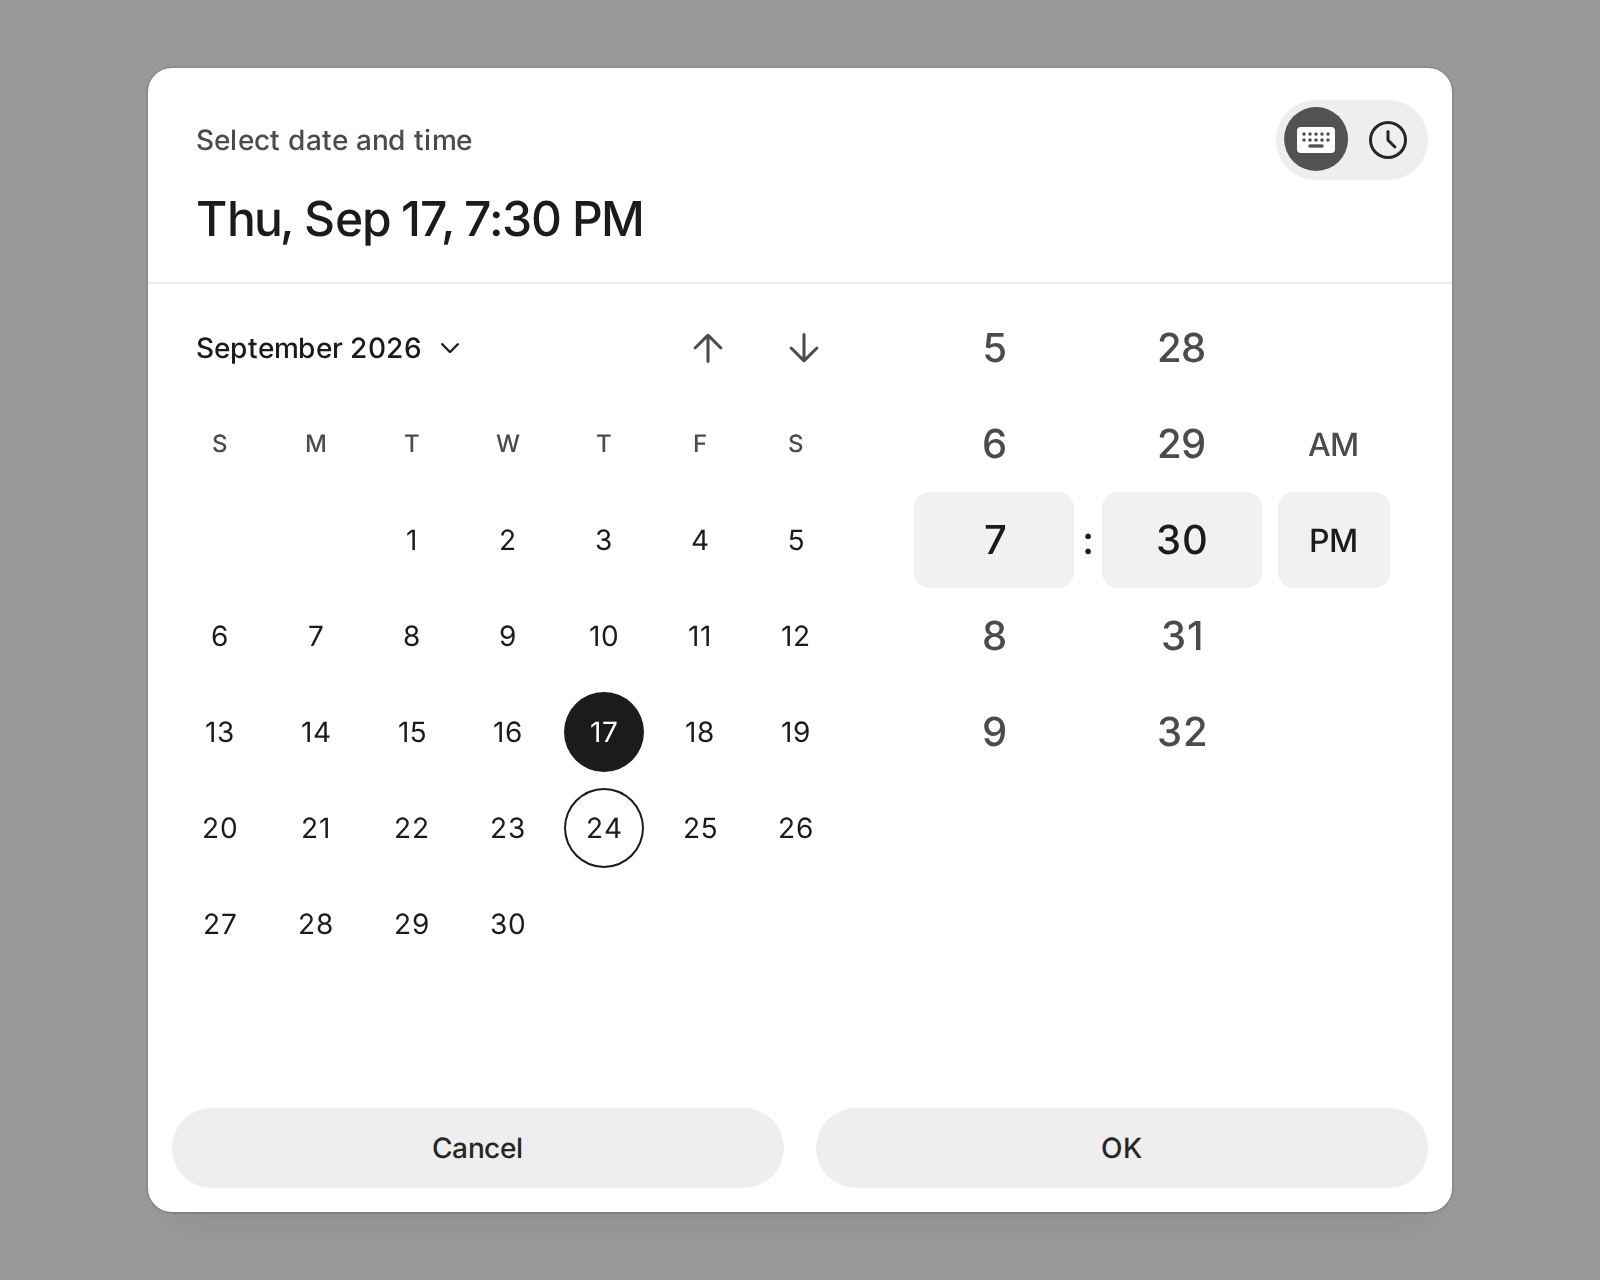 Select date and time
Thu, Sep 17, 7:30 PM
September 2026
S M T W T F S
1 2 3 4 5
6 7 8 9 10 11 12
13 14 15 16 17 18 19
20 21 22 23 24 25 26
27 28 29 30
5 28
6 29 AM
7 : 30 PM
8 31
9 32
Cancel
OK